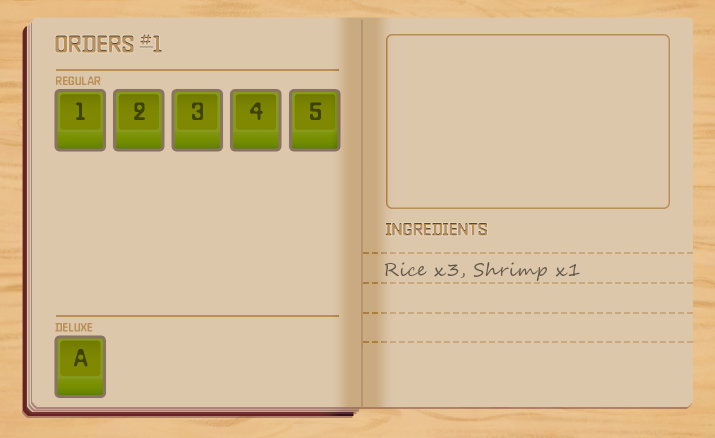 ORDERS #1
REGULAR
1 2 3 4 5
DELUXE
A
INGREDIENTS
Rice x3, Shrimp x1